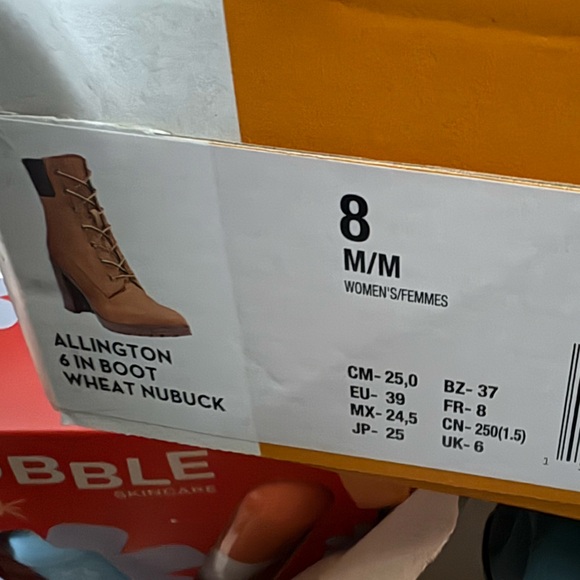 8
M/M
WOMEN'S/FEMMES
ALLINGTON
6 IN BOOT
WHEAT NUBUCK
CM- 25,0
EU- 39
MX- 24,5
JP- 25
BZ- 37
FR- 8
CN- 250(1.5)
UK- 6
1
BBLE
SKINCARE